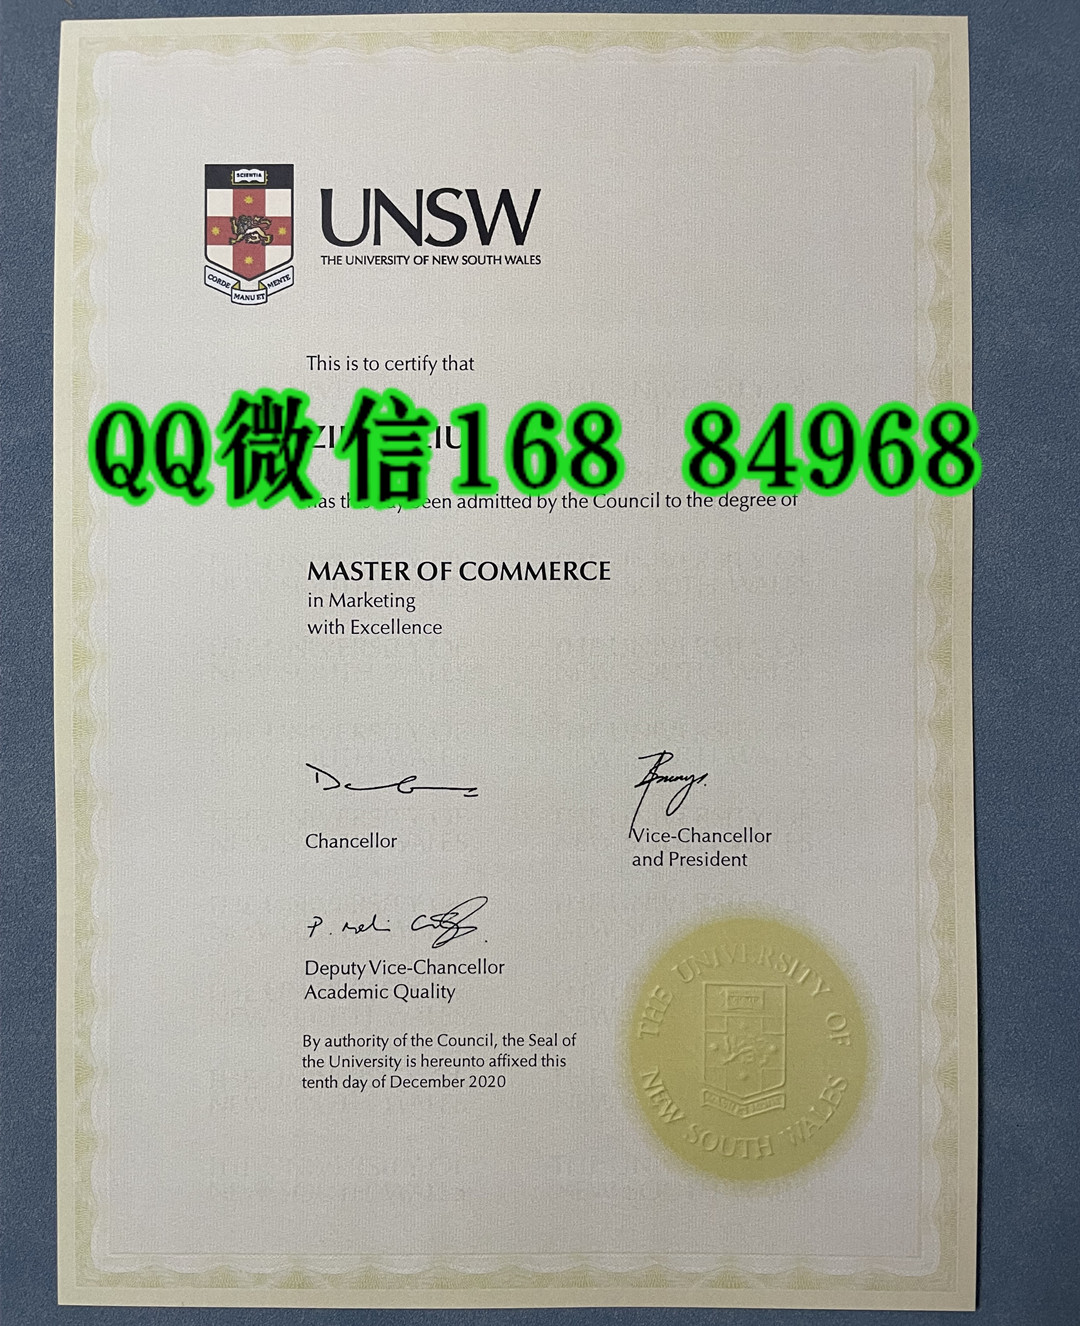 SCIENTIA
CORDE MANU ET MENTE
UNSW
THE UNIVERSITY OF NEW SOUTH WALES
This is to certify that
QQ微信168 84968
been admitted by the Council to the degree of
MASTER OF COMMERCE
in Marketing
with Excellence
Chancellor
Vice-Chancellor
and President
Deputy Vice-Chancellor
Academic Quality
By authority of the Council, the Seal of
the University is hereunto affixed this
tenth day of December 2020
THE UNIVERSITY OF
NEW SOUTH WALES